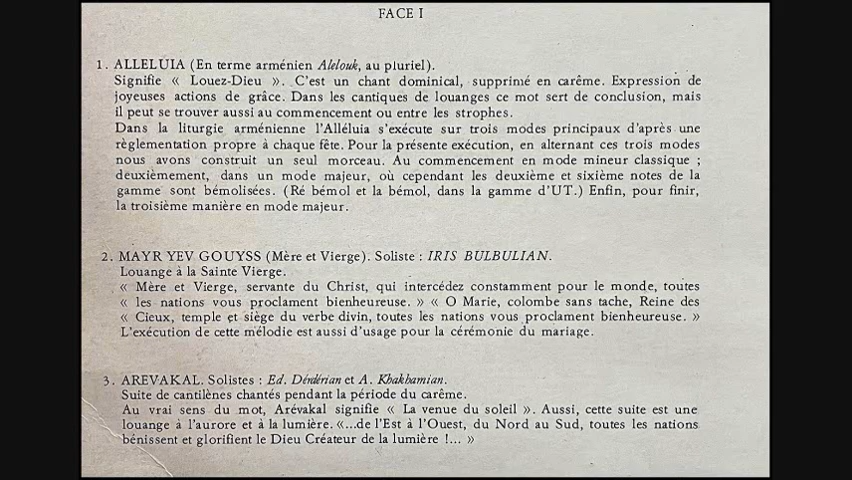 FACE I
1. ALLELUIA (En terme arménien Alelouk, au pluriel).
Signifie « Louez-Dieu ». C'est un chant dominical, supprimé en carême. Expression de
joyeuses actions de grâce. Dans les cantiques de louanges ce mot sert de conclusion, mais
il peut se trouver aussi au commencement ou entre les strophes.
Dans la liturgie arménienne l'Alléluia s'exécute sur trois modes principaux d'après une
règlementation propre à chaque fête. Pour la présente exécution, en alternant ces trois modes
nous avons construit un seul morceau. Au commencement en mode mineur classique ;
deuxièmement, dans un mode majeur, où cependant les deuxième et sixième notes de la
gamme sont bémolisées. (Ré bémol et la bémol, dans la gamme d'UT.) Enfin, pour finir,
la troisième manière en mode majeur.
2. MAYR YEV GOUYSS (Mère et Vierge). Soliste : IRIS BULBULIAN.
Louange à la Sainte Vierge.
« Mère et Vierge, servante du Christ, qui intercédez constamment pour le monde, toutes
« les nations vous proclament bienheureuse. » « O Marie, colombe sans tache, Reine des
« Cieux, temple et siège du verbe divin, toutes les nations vous proclament bienheureuse. »
L'exécution de cette mélodie est aussi d'usage pour la cérémonie du mariage.
3. AREVAKAL. Solistes : Ed. Dérdérian et A. Khakhamian.
Suite de cantilènes chantés pendant la période du carême.
Au vrai sens du mot, Arévakal signifie « La venue du soleil ». Aussi, cette suite est une
louange à l'aurore et à la lumière. «...de l'Est à l'Ouest, du Nord au Sud, toutes les nations
bénissent et glorifient le Dieu Créateur de la lumière !... »